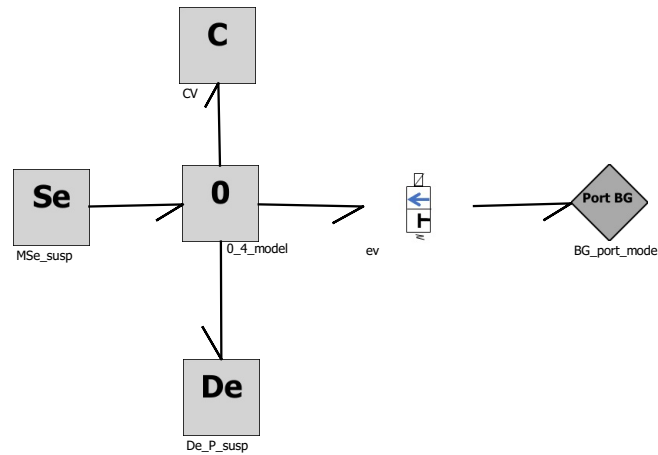 C
CV
Se
0
Port BG
MSe_susp
0_4_model
ev
BG_port_mode
De
De_P_susp